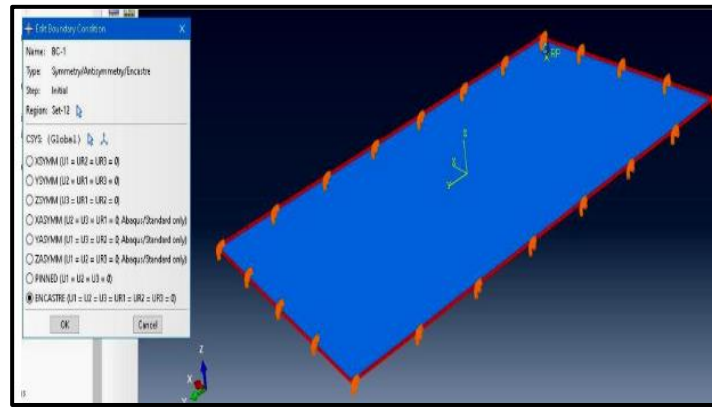 Edit Boundary Condition X
Name: BC-1
Type: Symmetry/Antisymmetry/Encastre
Step: Initial
Region: Set-12
CSYS: (Global)
XSYMM (U1 = UR2 = UR3 = 0)
YSYMM (U2 = UR1 = UR3 = 0)
ZSYMM (U3 = UR1 = UR2 = 0)
XASYMM (U2 = U3 = UR1 = 0; Abaqus/Standard only)
YASYMM (U1 = U3 = UR2 = 0; Abaqus/Standard only)
ZASYMM (U1 = U2 = UR3 = 0; Abaqus/Standard only)
PINNED (U1 = U2 = U3 = 0)
ENCASTRE (U1 = U2 = U3 = UR1 = UR2 = UR3 = 0)
OK Cancel
RP
Z
X